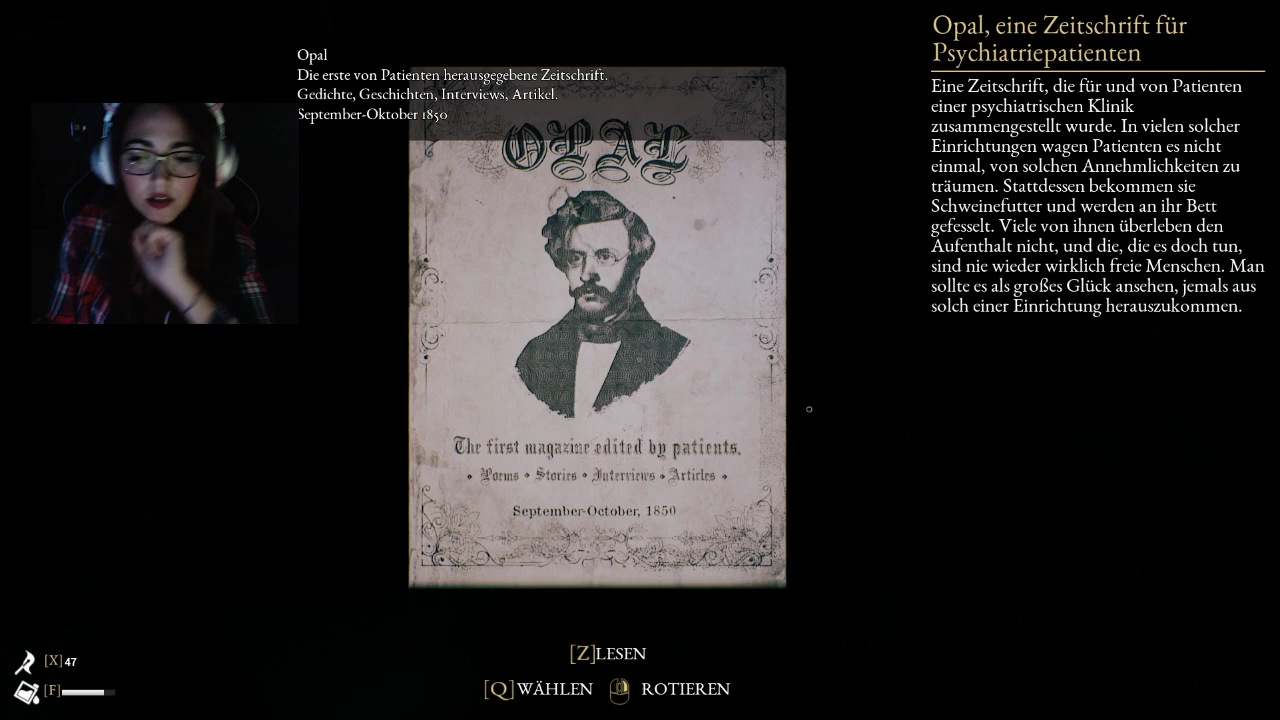 Opal, eine Zeitschrift für
Psychiatriepatienten
Eine Zeitschrift, die für und von Patienten
einer psychiatrischen Klinik
zusammengestellt wurde. In vielen solcher
Einrichtungen wagen Patienten es nicht
einmal, von solchen Annehmlichkeiten zu
träumen. Stattdessen bekommen sie
Schweinefutter und werden an ihr Bett
gefesselt. Viele von ihnen überleben den
Aufenthalt nicht, und die, die es doch tun,
sind nie wieder wirklich freie Menschen. Man
sollte es als großes Glück ansehen, jemals aus
solch einer Einrichtung herauszukommen.
Opal
Die erste von Patienten herausgegebene Zeitschrift.
Gedichte, Geschichten, Interviews, Artikel.
September-Oktober 1850
OPAL
The first magazine edited by patients.
Poems • Stories • Interviews • Articles
September-October, 1850
[Z]LESEN
[X] 47
[F]
[Q]WÄHLEN ROTIEREN